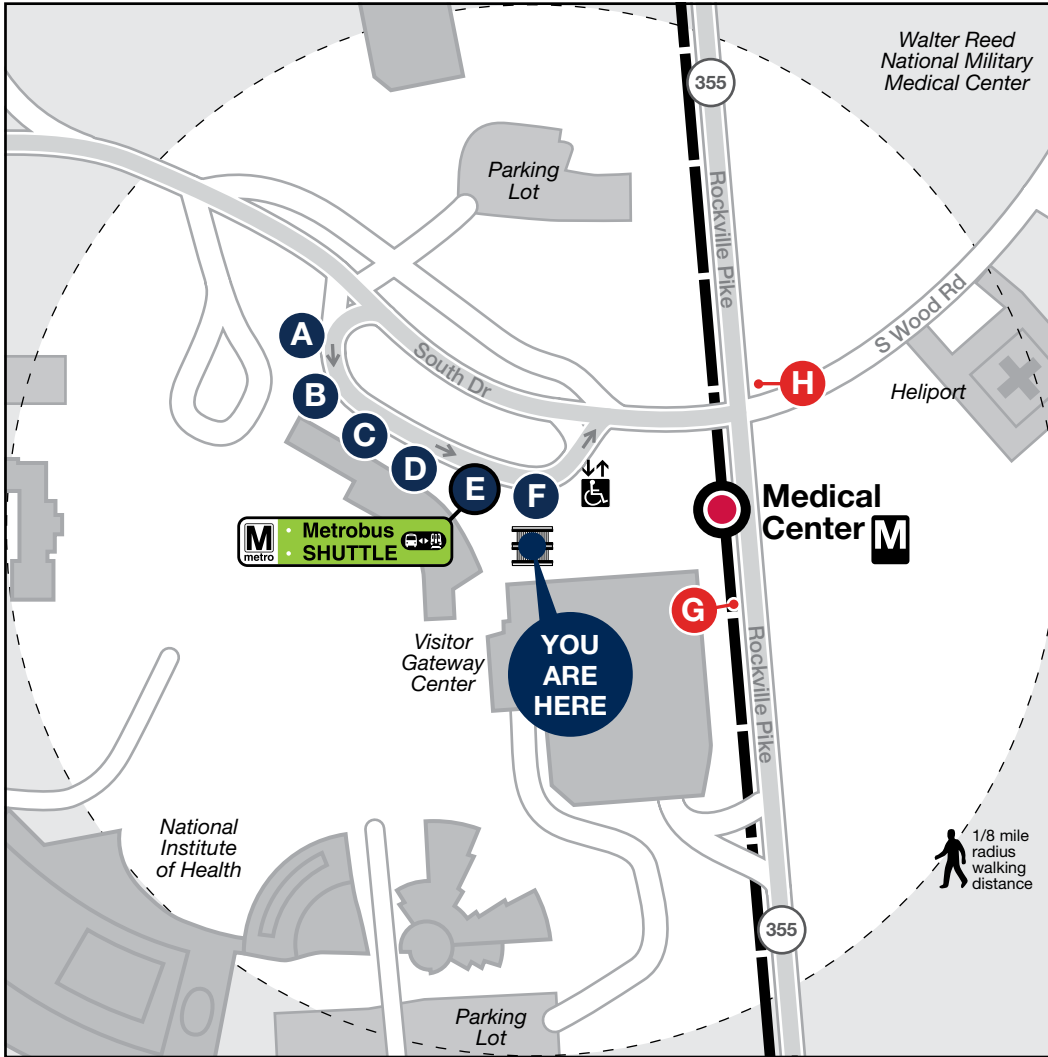 Walter Reed
National Military
Medical Center
355
Parking
Lot
Rockville Pike
S Wood Rd
A
South Dr
H
Heliport
B
C
D
E
F
Medical
Center M
M
metro
· Metrobus
· SHUTTLE
G
YOU
ARE
HERE
Visitor
Gateway
Center
Rockville Pike
National
Institute
of Health
1/8 mile
radius
walking
distance
355
Parking
Lot